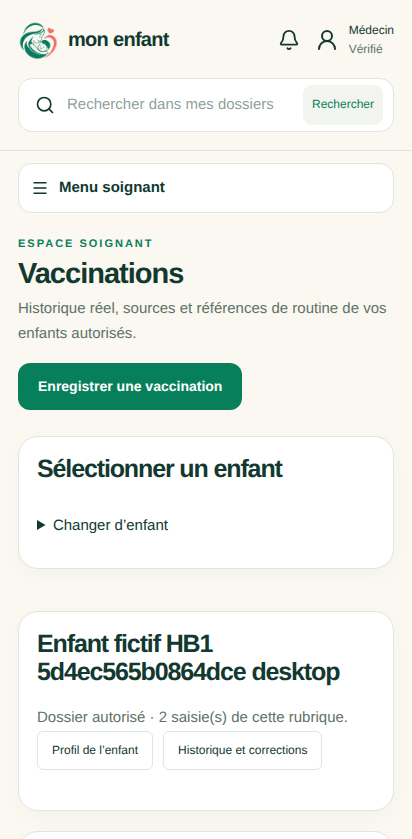 mon enfant
Médecin
Vérifié
Rechercher dans mes dossiers
Rechercher
Menu soignant
ESPACE SOIGNANT
Vaccinations
Historique réel, sources et références de routine de vos
enfants autorisés.
Enregistrer une vaccination
Sélectionner un enfant
Changer d’enfant
Enfant fictif HB1
5d4ec565b0864dce desktop
Dossier autorisé · 2 saisie(s) de cette rubrique.
Profil de l’enfant
Historique et corrections